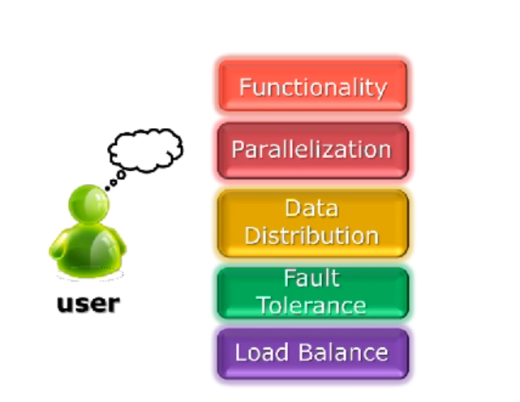 Functionality
Parallelization
Data
Distribution
Fault
Tolerance
Load Balance
user